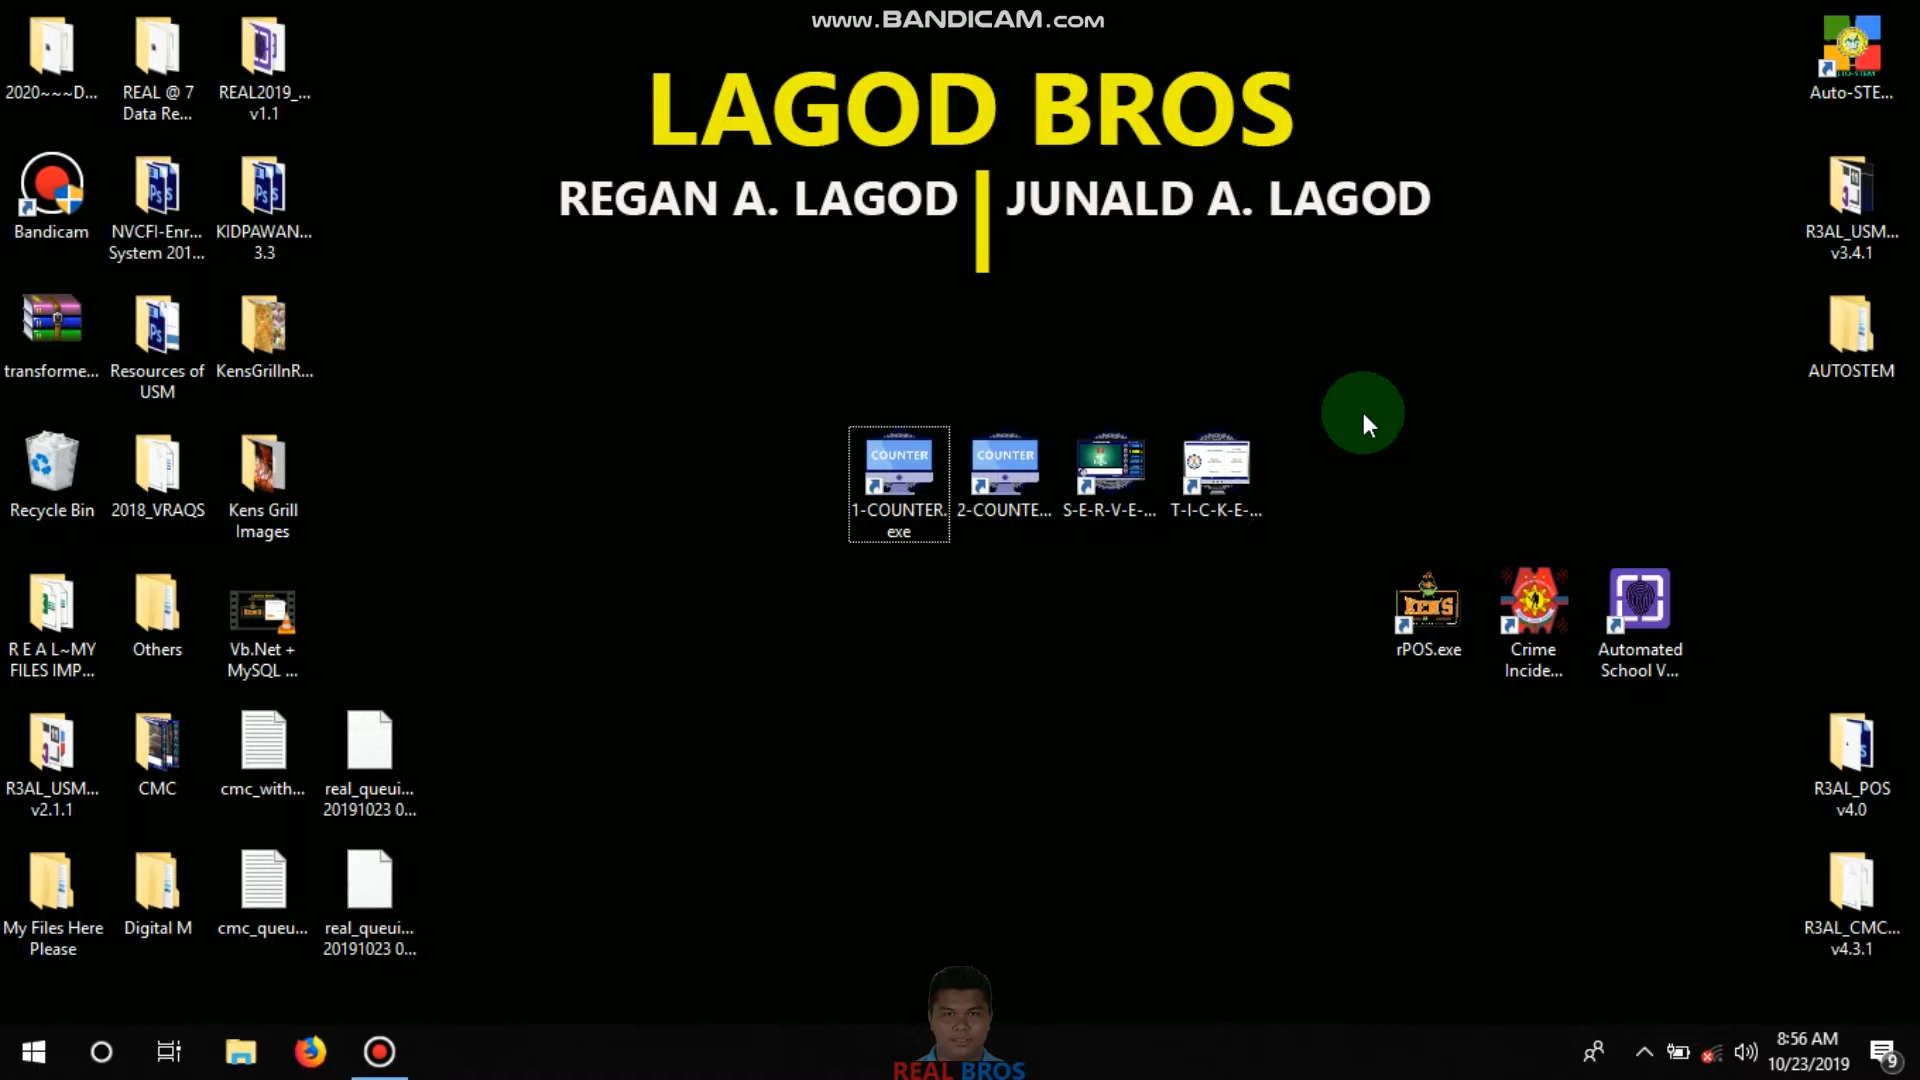 www.BANDICAM.com
LAGOD BROS
REGAN A. LAGOD
JUNALD A. LAGOD
2020~~~D...
REAL @ 7
Data Re...
REAL2019_...
v1.1
Auto-STE...
Bandicam
NVCFI-Enr...
System 201...
KIDPAWAN...
3.3
R3AL_USM...
v3.4.1
transforme...
Resources of
USM
KensGrillnR...
AUTOSTEM
COUNTER
COUNTER
Recycle Bin
2018_VRAQS
Kens Grill
Images
1-COUNTER.
exe
2-COUNTE...
S-E-R-V-E-...
T-I-C-K-E-...
KEN'S
R E A L~MY
FILES IMP...
Others
Vb.Net +
MySQL ...
rPOS.exe
Crime
Incide...
Automated
School V...
R3AL_USM...
v2.1.1
CMC
cmc_with...
real_queui...
20191023 0...
R3AL_POS
v4.0
My Files Here
Please
Digital M
cmc_queu...
real_queui...
20191023 0...
R3AL_CMC...
v4.3.1
REAL BROS
8:56 AM
10/23/2019
9